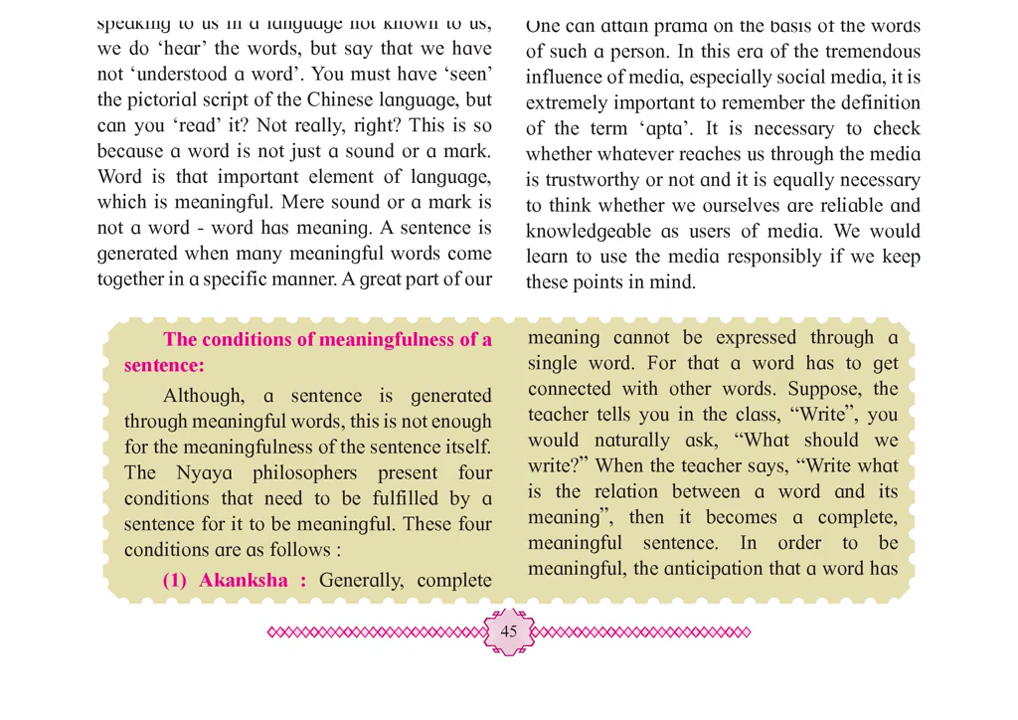 speaking to us in a language not known to us,
we do ‘hear’ the words, but say that we have
not ‘understood a word’. You must have ‘seen’
the pictorial script of the Chinese language, but
can you ‘read’ it? Not really, right? This is so
because a word is not just a sound or a mark.
Word is that important element of language,
which is meaningful. Mere sound or a mark is
not a word - word has meaning. A sentence is
generated when many meaningful words come
together in a specific manner. A great part of our
One can attain prama on the basis of the words
of such a person. In this era of the tremendous
influence of media, especially social media, it is
extremely important to remember the definition
of the term ‘apta’. It is necessary to check
whether whatever reaches us through the media
is trustworthy or not and it is equally necessary
to think whether we ourselves are reliable and
knowledgeable as users of media. We would
learn to use the media responsibly if we keep
these points in mind.
The conditions of meaningfulness of a
sentence:
Although, a sentence is generated
through meaningful words, this is not enough
for the meaningfulness of the sentence itself.
The Nyaya philosophers present four
conditions that need to be fulfilled by a
sentence for it to be meaningful. These four
conditions are as follows :
(1) Akanksha : Generally, complete
meaning cannot be expressed through a
single word. For that a word has to get
connected with other words. Suppose, the
teacher tells you in the class, “Write”, you
would naturally ask, “What should we
write?” When the teacher says, “Write what
is the relation between a word and its
meaning”, then it becomes a complete,
meaningful sentence. In order to be
meaningful, the anticipation that a word has
45